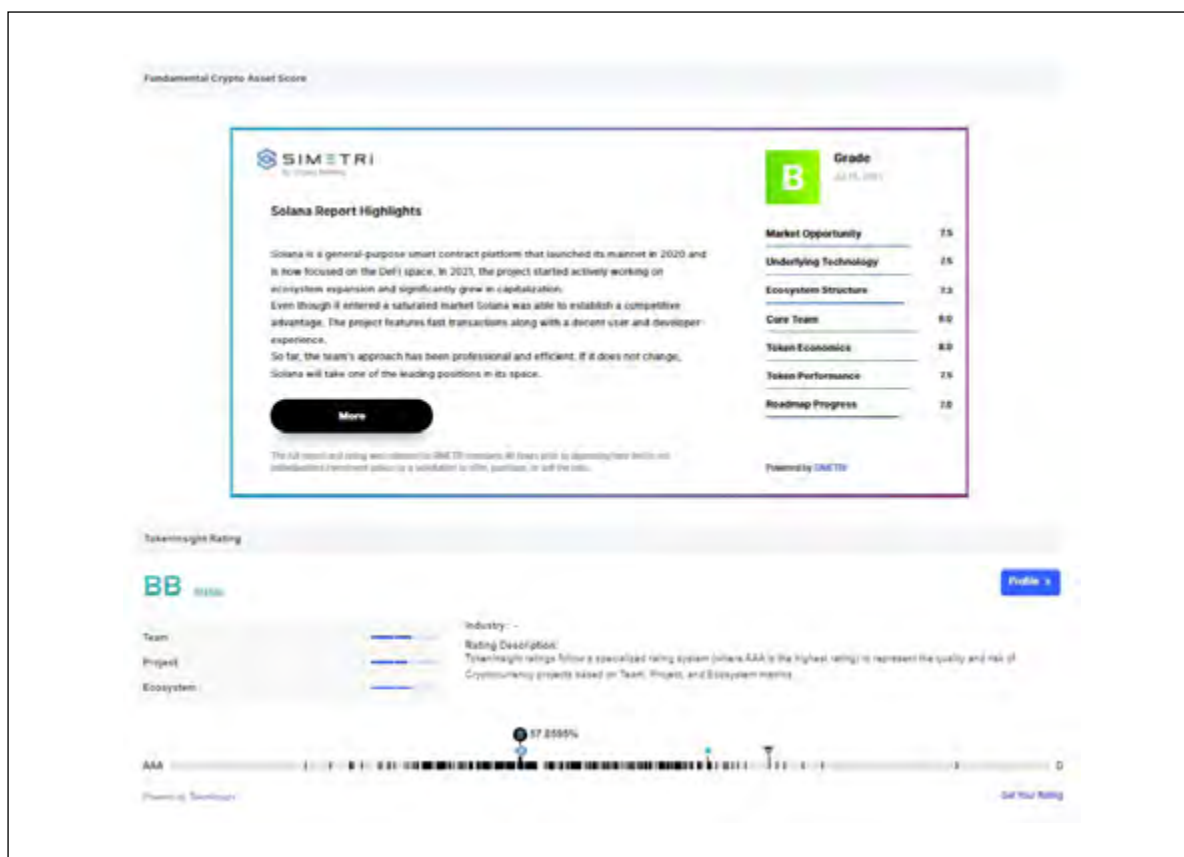 Fundamental Crypto Asset Score
SIMETRI
By Crypto Briefing
B
Grade
Solana Report Highlights
Solana is a general-purpose smart contract platform that launched its mainnet in 2020 and
is now focused on the DeFi space. In 2021, the project started actively working on
ecosystem expansion and significantly grew in capitalization.
Even though it entered a saturated market Solana was able to establish a competitive
advantage. The project features fast transactions along with a decent user and developer
experience.
So far, the team's approach has been professional and efficient. If it does not change,
Solana will take one of the leading positions in its space.
More
Market Opportunity 7.5
Underlying Technology 7.5
Ecosystem Structure
Core Team
Token Economics 8.0
Token Performance 7.5
Roadmap Progress 7.0
Powered by SIMETRI
TokenInsight Rating
BB
Profile >
Team
Project
Ecosystem
Industry: -
Rating Description:
TokenInsight ratings follow a specialized rating system (where AAA is the highest rating) to represent the quality and risk of
Cryptocurrency projects based on Team, Project, and Ecosystem metrics.
AAA
D
Powered by TokenInsight
Get Your Rating